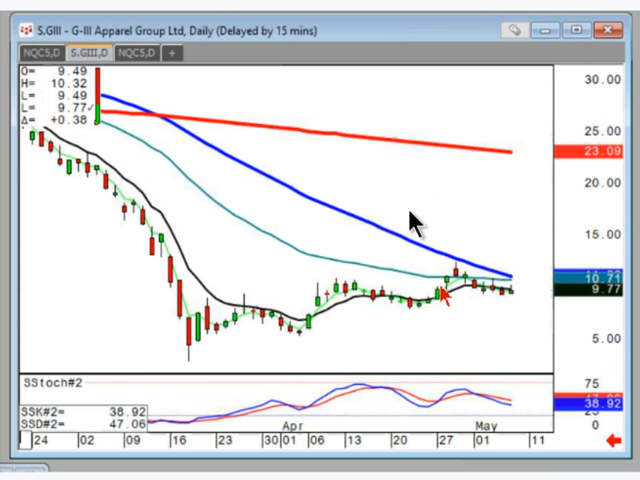 S.GIII - G-III Apparel Group Ltd, Daily (Delayed by 15 mins)
NQC5,D S.GIII,D NQC5,D +
O= 9.49
H= 10.32
L= 9.49
L= 9.77✓
Δ= +0.38
30.00
25.00
23.09
20.00
15.00
10.71
9.77
5.00
SStoch#2
75
38.92
25
0
SSK#2= 38.92
SSD#2= 47.06
Apr May
24 02 09 16 23 30 01 06 13 20 27 01 11